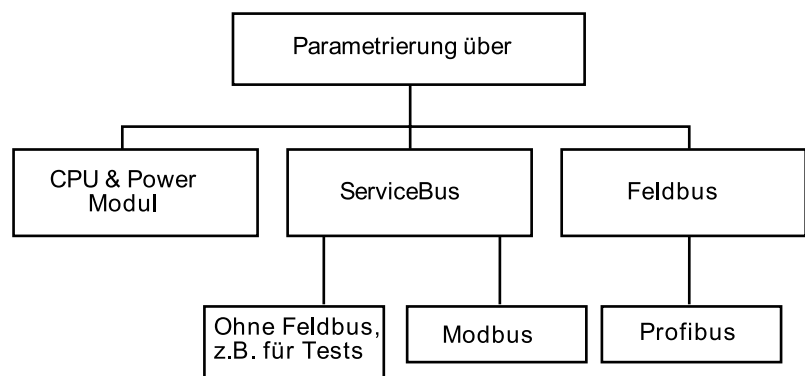 Parametrierung über
CPU & Power
Modul
ServiceBus
Feldbus
Ohne Feldbus,
z.B. für Tests
Modbus
Profibus